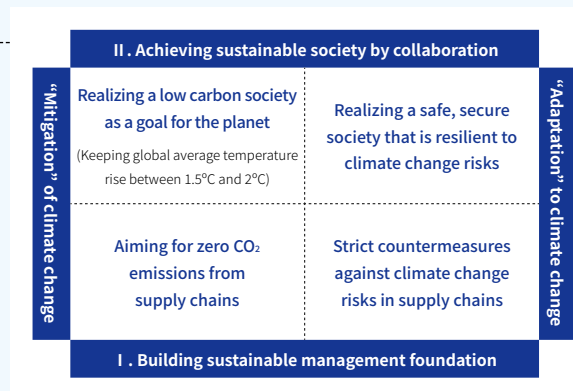 Ⅱ. Achieving sustainable society by collaboration
“Mitigation” of climate change
Realizing a low carbon society
as a goal for the planet
(Keeping global average temperature
rise between 1.5°C and 2°C)
Realizing a safe, secure
society that is resilient to
climate change risks
Aiming for zero CO₂
emissions from
supply chains
Strict countermeasures
against climate change
risks in supply chains
“Adaptation” to climate change
Ⅰ. Building sustainable management foundation